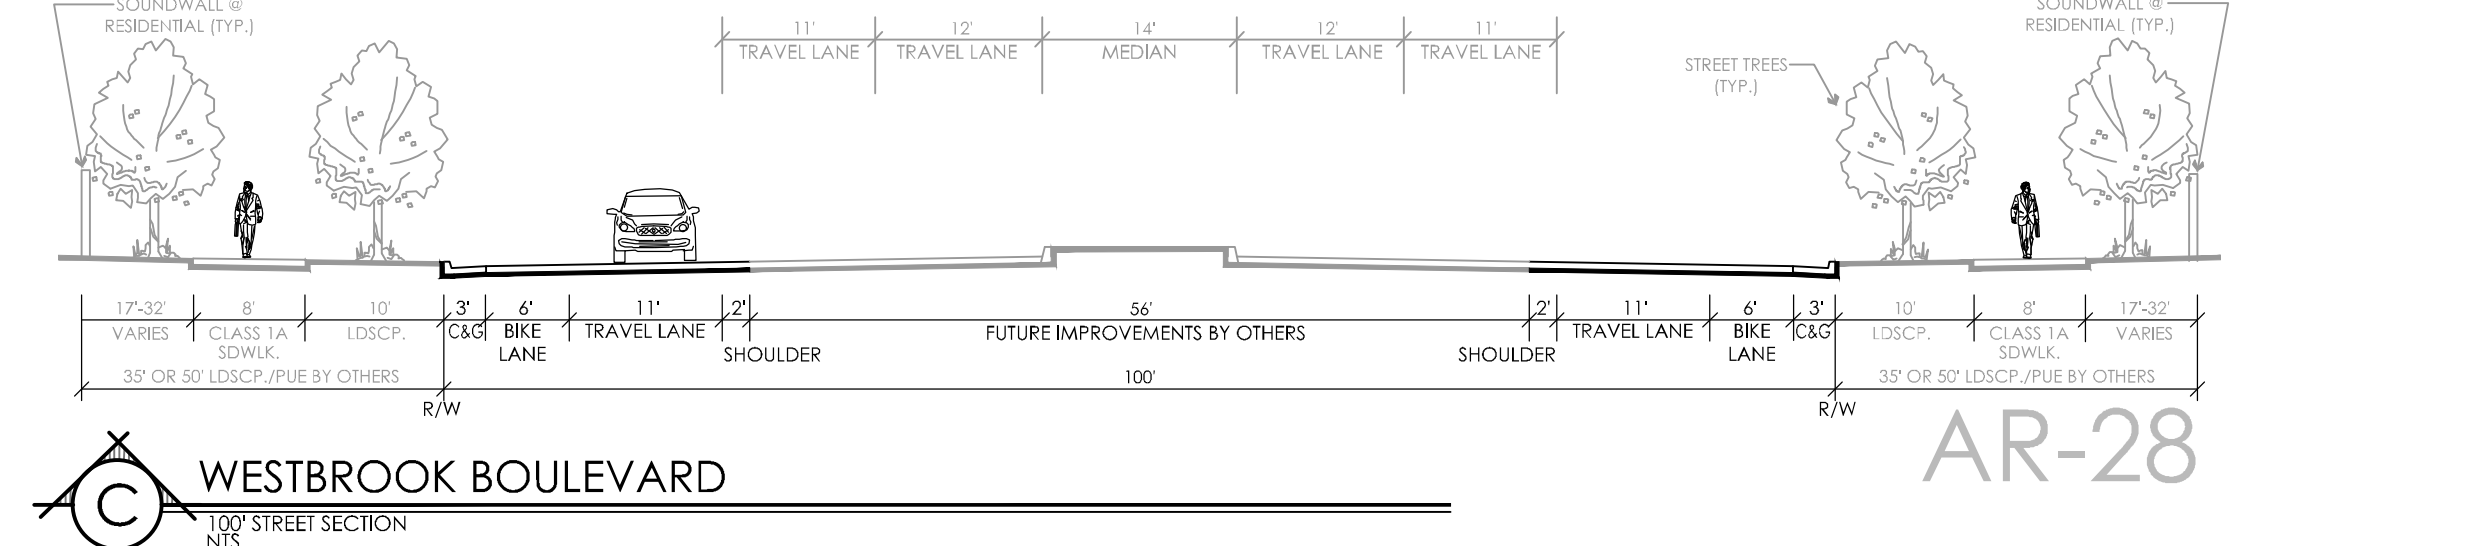 SOUNDWALL @
RESIDENTIAL (TYP.)
11' 12' 14' 12' 11'
TRAVEL LANE TRAVEL LANE MEDIAN TRAVEL LANE TRAVEL LANE
SOUNDWALL @
RESIDENTIAL (TYP.)
STREET TREES
(TYP.)
17'-32' 8' 10' 3' 6' 11' 2' 56' 2' 11' 6' 3' 10' 8' 17'-32'
VARIES CLASS 1A LDSCP. C&G BIKE TRAVEL LANE FUTURE IMPROVEMENTS BY OTHERS TRAVEL LANE BIKE C&G LDSCP. CLASS 1A VARIES
SDWLK. LANE SHOULDER SHOULDER LANE SDWLK.
35' OR 50' LDSCP./PUE BY OTHERS 100' 35' OR 50' LDSCP./PUE BY OTHERS
R/W R/W
AR-28
C
WESTBROOK BOULEVARD
100' STREET SECTION
NTS